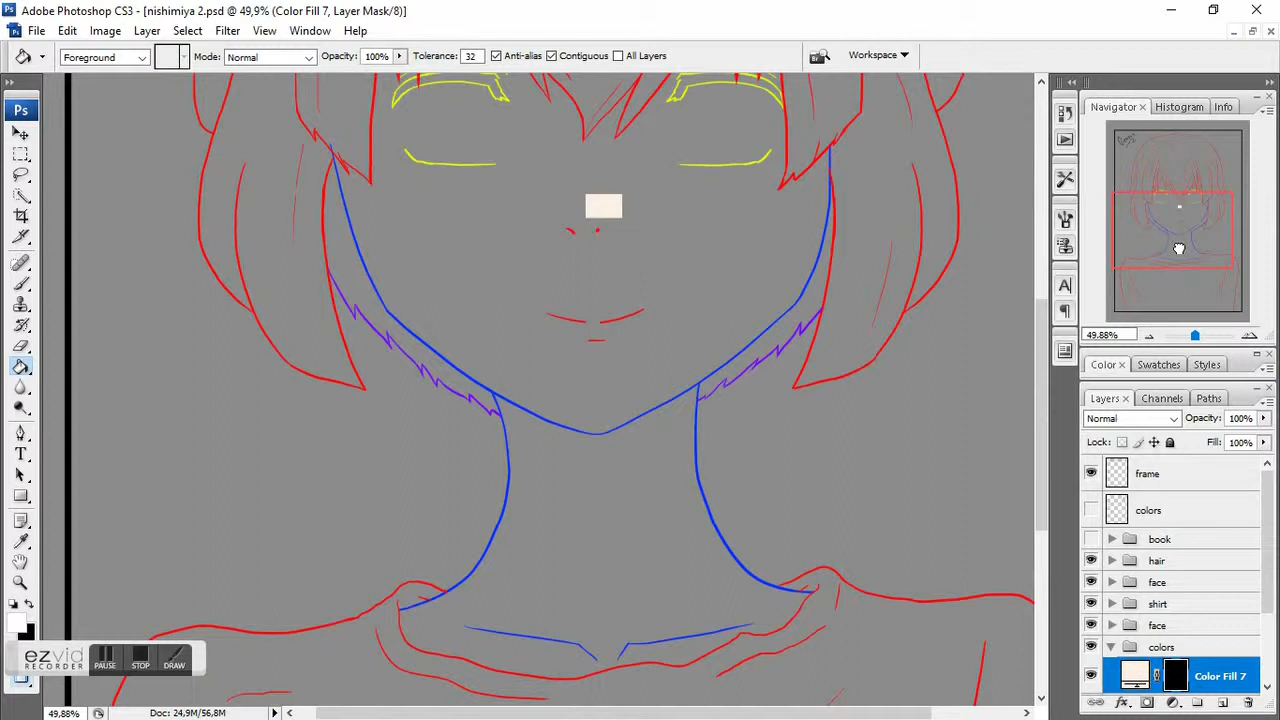 Adobe Photoshop CS3 - [nishimiya 2.psd @ 49,9% (Color Fill 7, Layer Mask/8)]
File Edit Image Layer Select Filter View Window Help
Foreground Mode: Normal Opacity: 100% Tolerance: 32 Anti-alias Contiguous All Layers Workspace
Ps
Navigator Histogram Info
49.88%
Color Swatches Styles
Layers Channels Paths
Normal Opacity: 100%
Lock: Fill: 100%
frame
colors
book
hair
face
shirt
face
colors
Color Fill 7
ezvid
RECORDER
PAUSE STOP DRAW
49,88% Doc: 24,9M/56,8M